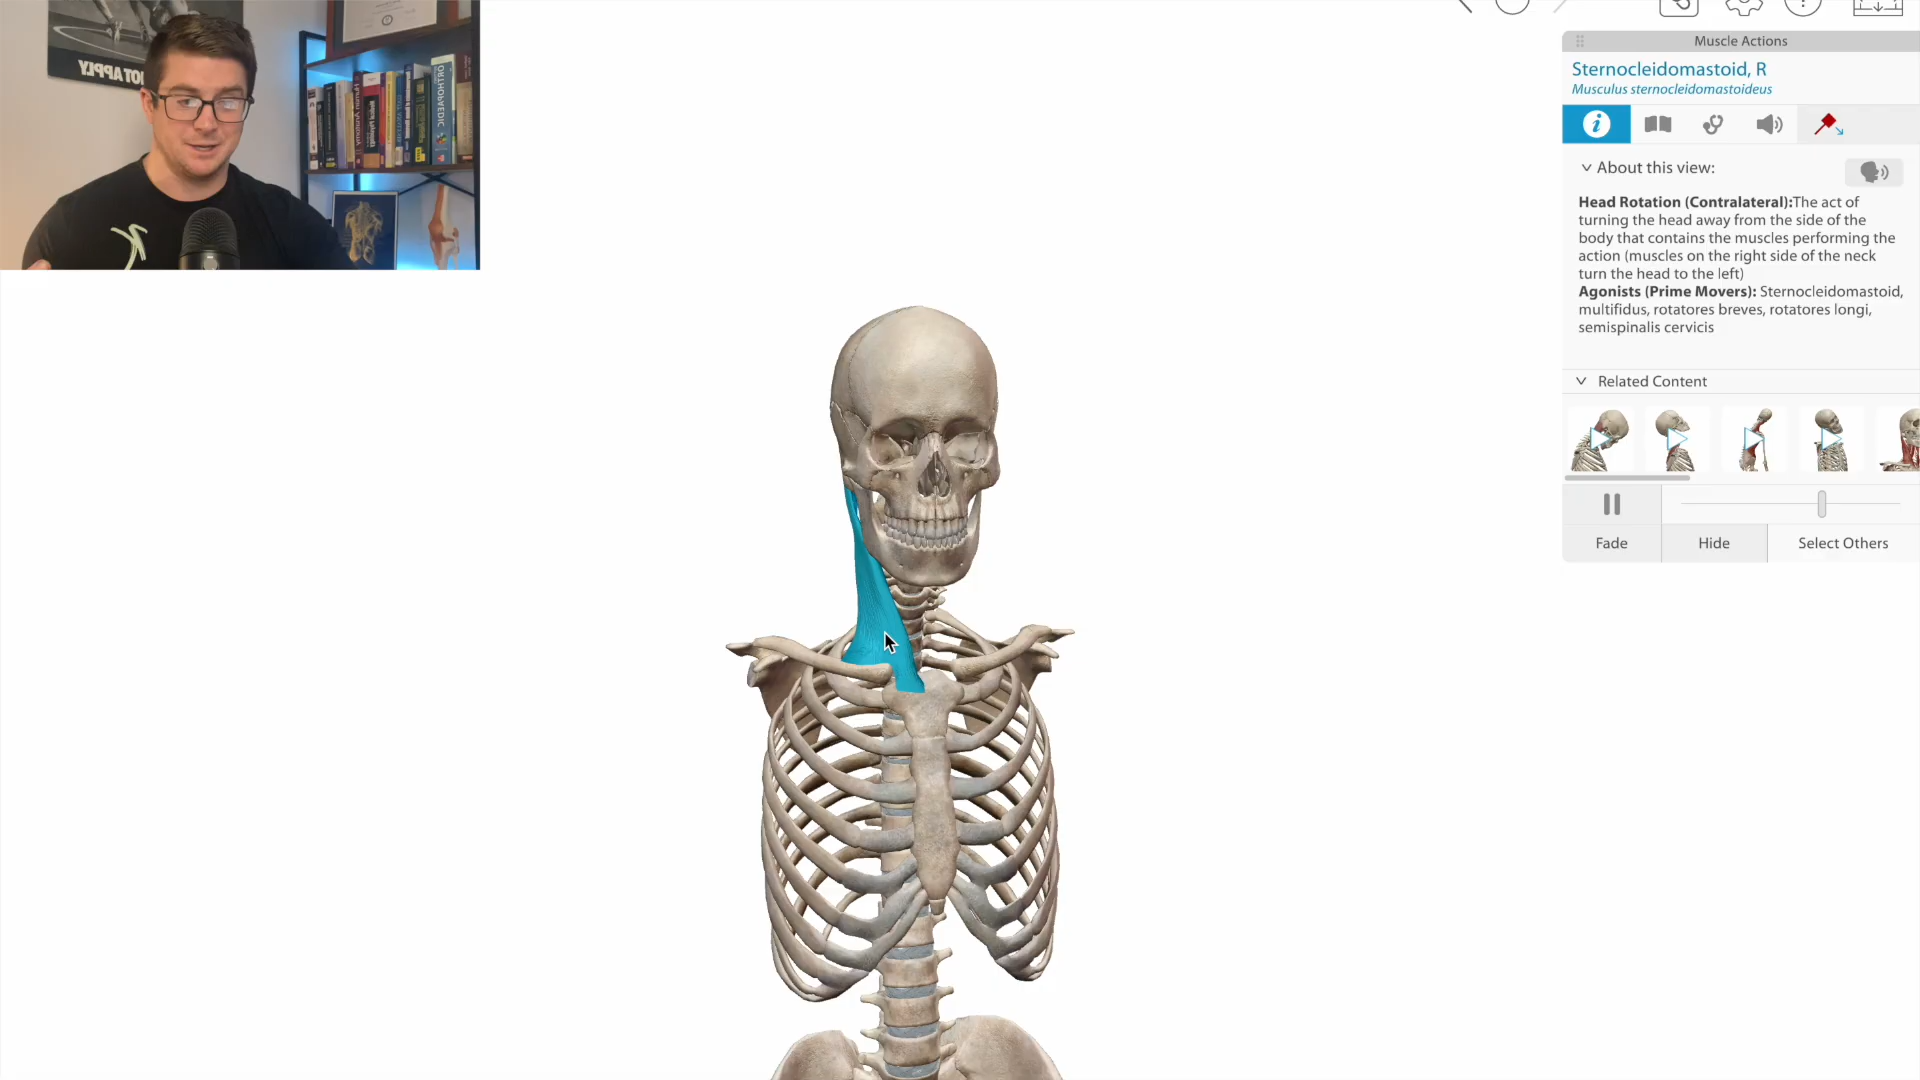 NOT APPLY
ORTHOPAEDIC
Muscle Actions
Sternocleidomastoid, R
Musculus sternocleidomastoideus
About this view:
Head Rotation (Contralateral):The act of
turning the head away from the side of the
body that contains the muscles performing the
action (muscles on the right side of the neck
turn the head to the left)
Agonists (Prime Movers): Sternocleidomastoid,
multifidus, rotatores breves, rotatores longi,
semispinalis cervicis
Related Content
Fade
Hide
Select Others